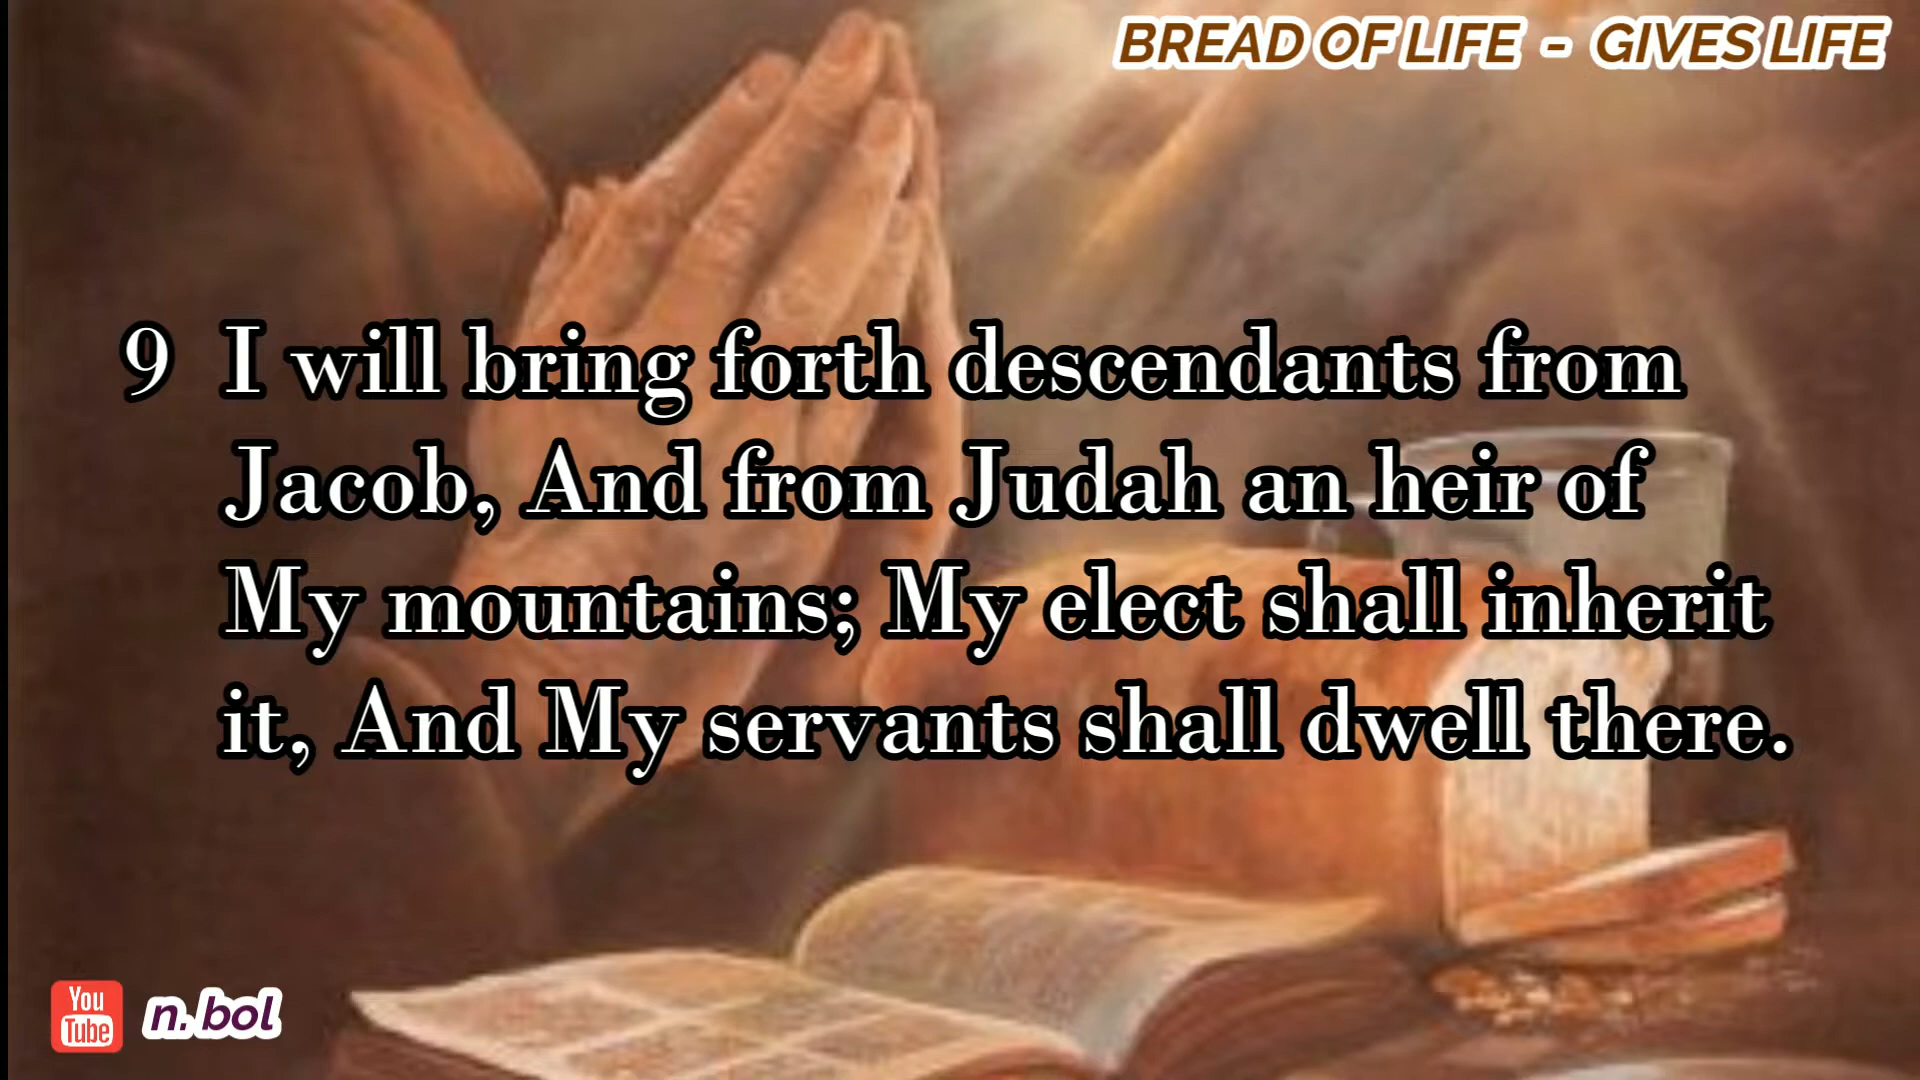 BREAD OF LIFE - GIVES LIFE
9 I will bring forth descendants from
Jacob, And from Judah an heir of
My mountains; My elect shall inherit
it, And My servants shall dwell there.
You
Tube
n. bol